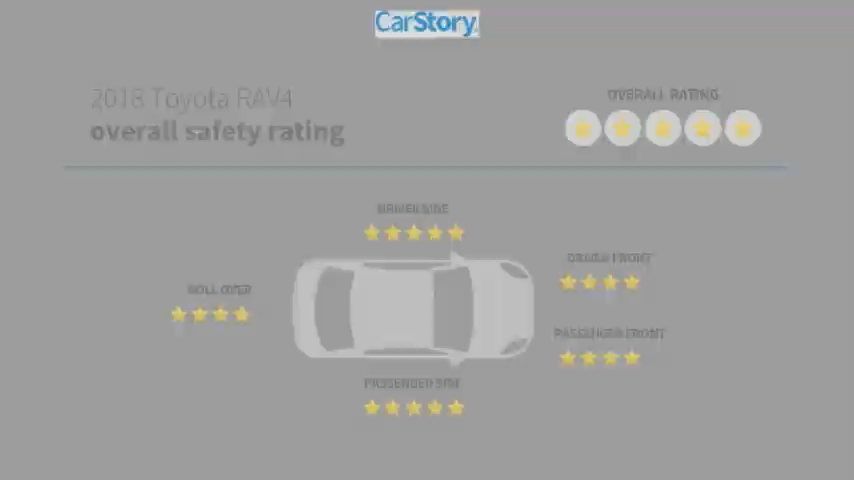 CarStory
2018 Toyota RAV4
overall safety rating
OVERALL RATING
DRIVER SIDE
DRIVER FRONT
ROLL OVER
PASSENGER FRONT
PASSENGER SIDE